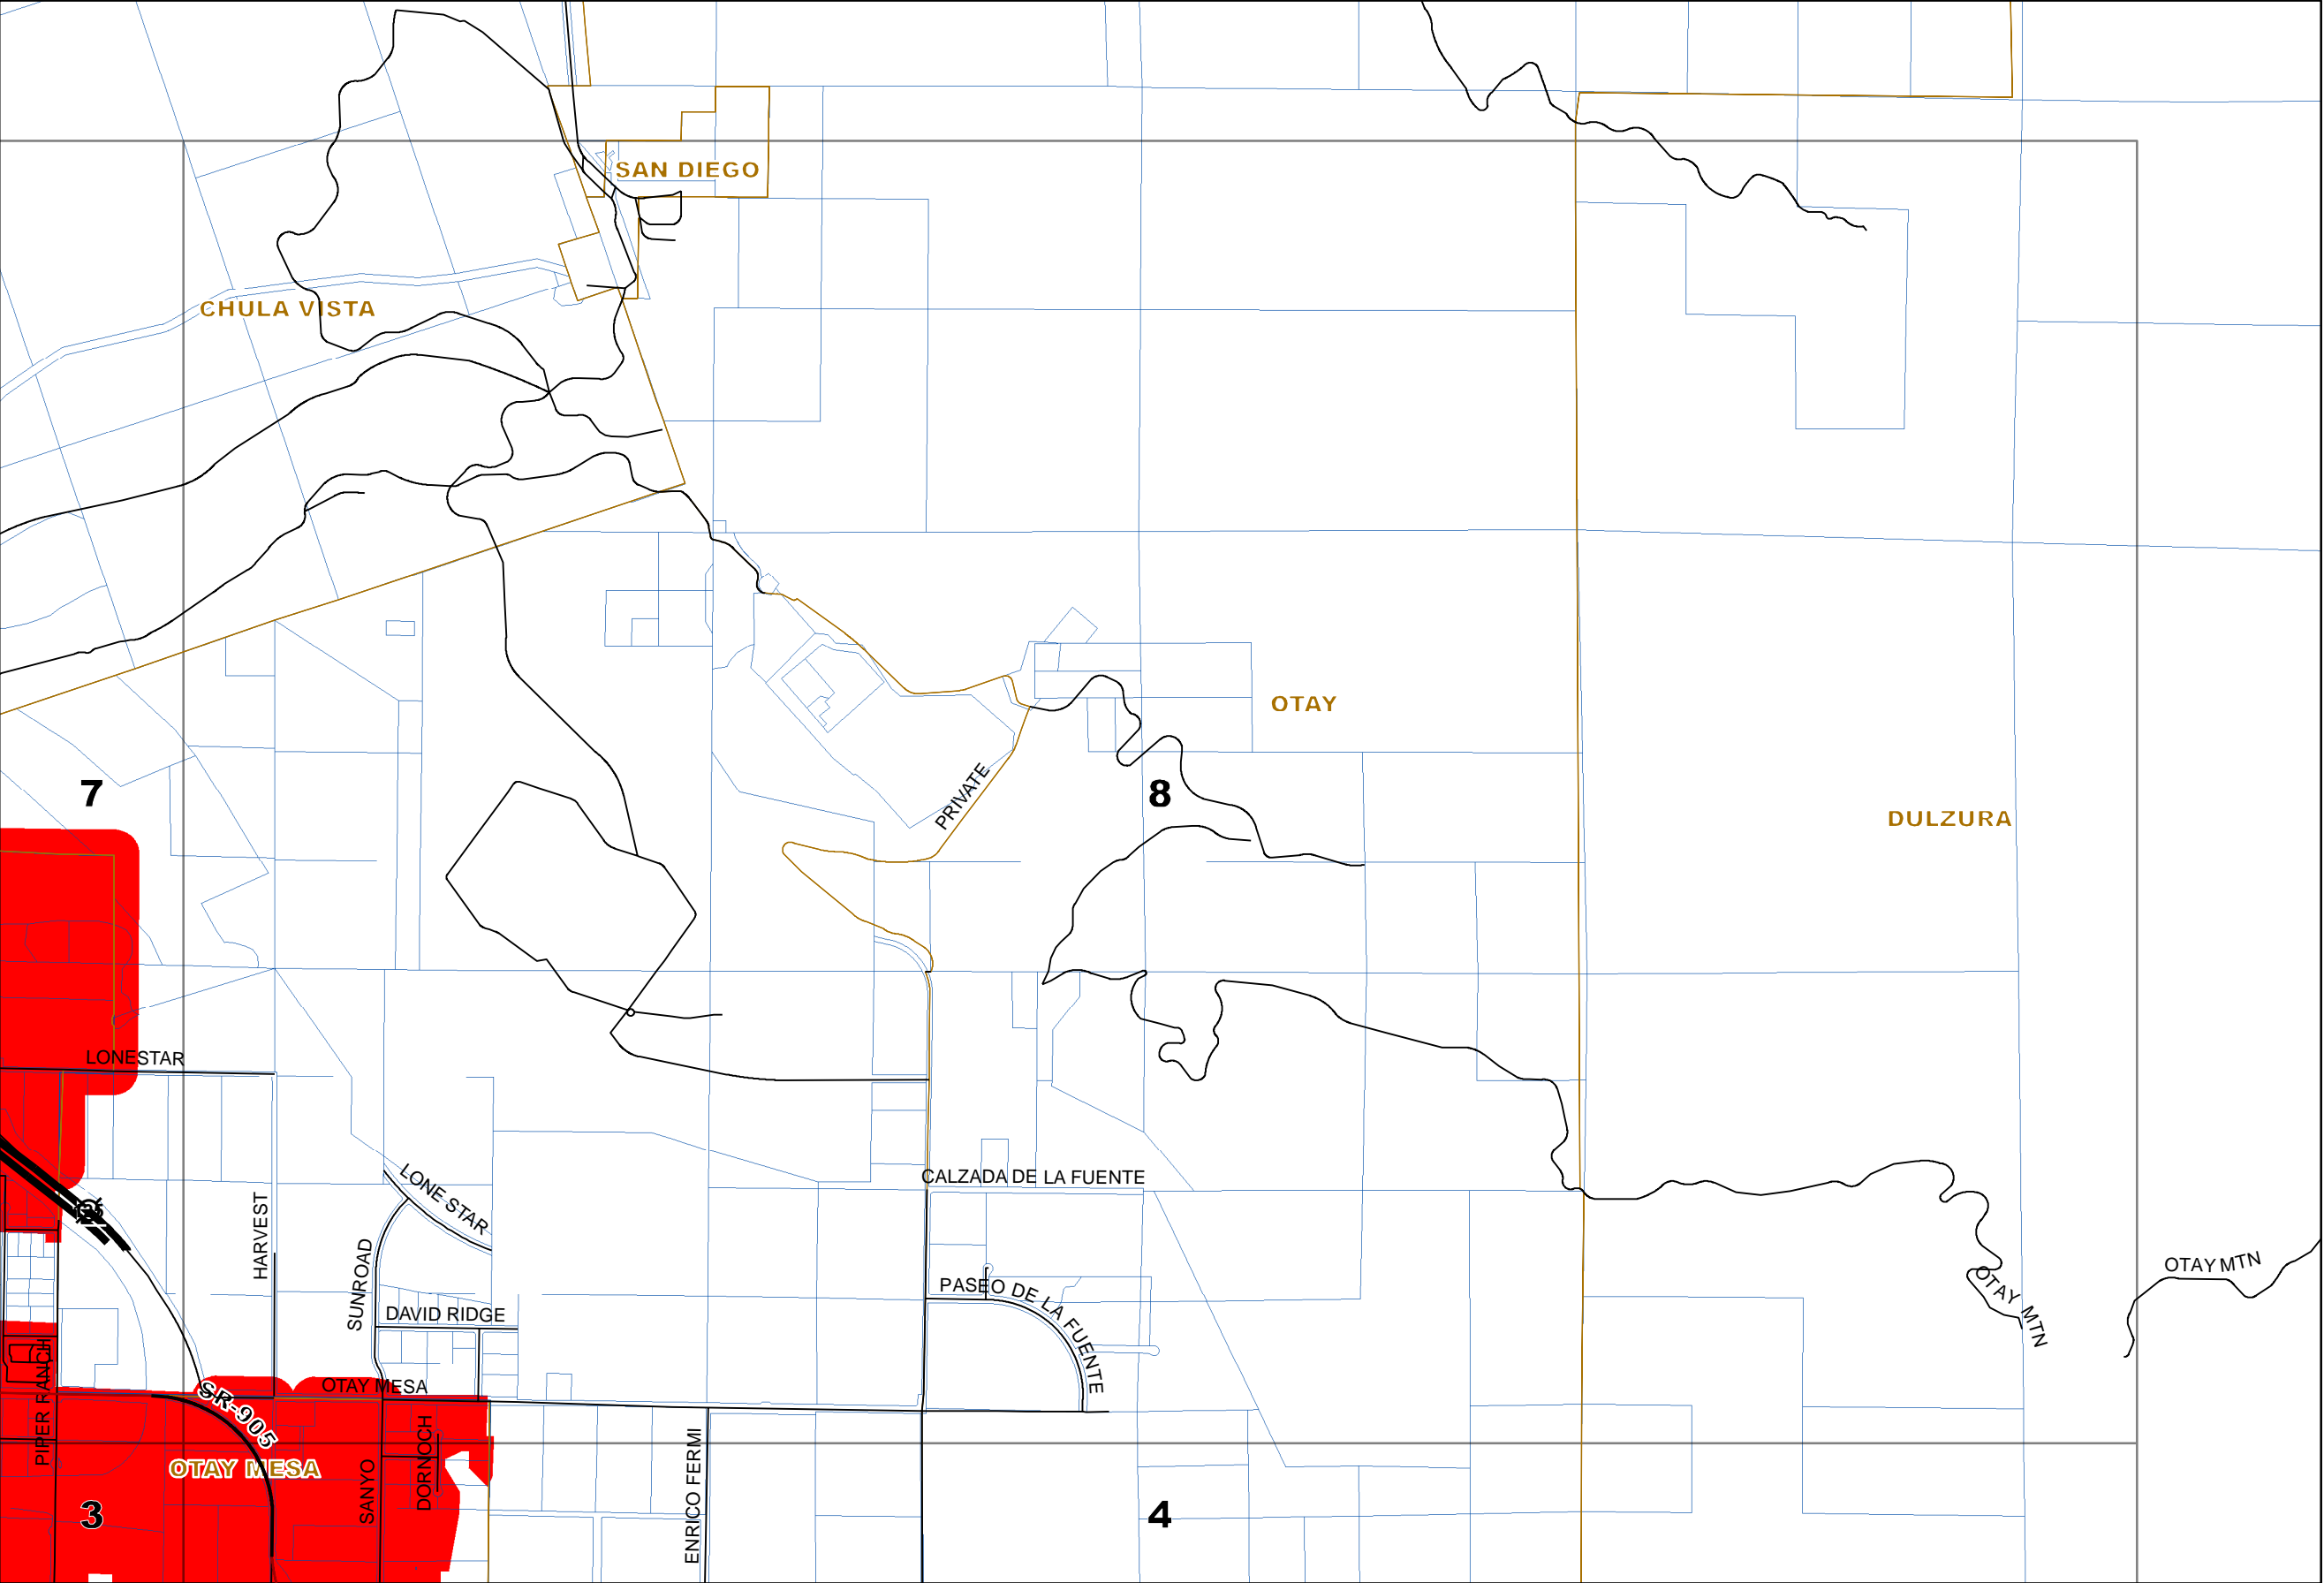 SAN DIEGO
CHULA VISTA
OTAY
7
8
PRIVATE
DULZURA
LONESTAR
LONE STAR
CALZADA DE LA FUENTE
HARVEST
SUNROAD
DAVID RIDGE
PASEO DE LA FUENTE
OTAY MTN
OTAY MTN
PIPER RANCH
OTAY MESA
SR-905
OTAY MESA
SANYO
DORNOCH
ENRICO FERMI
3
4